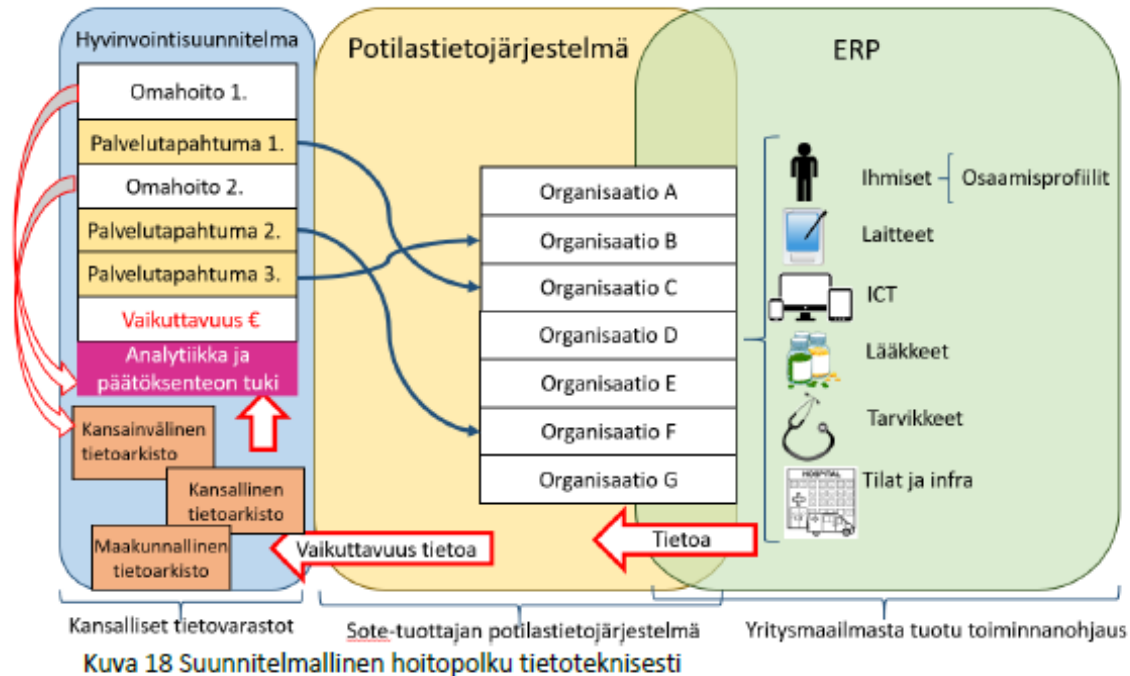 Hyvinvointisuunnitelma
Omahoito 1.
Palvelutapahtuma 1.
Omahoito 2.
Palvelutapahtuma 2.
Palvelutapahtuma 3.
Vaikuttavuus €
Analytiikka ja
päätöksenteon tuki
Kansainvälinen
tietoarkisto
Kansallinen
tietoarkisto
Maakunnallinen
tietoarkisto
Potilastietojärjestelmä
Organisaatio A
Organisaatio B
Organisaatio C
Organisaatio D
Organisaatio E
Organisaatio F
Organisaatio G
Vaikuttavuus tietoa
Tietoa
ERP
Ihmiset
Osaamisprofiilit
Laitteet
ICT
Lääkkeet
Tarvikkeet
HOSPITAL
Tilat ja infra
Kansalliset tietovarastot
Sote-tuottajan potilastietojärjestelmä
Yritysmaailmasta tuotu toiminnanohjaus
Kuva 18 Suunnitelmallinen hoitopolku tietoteknisesti